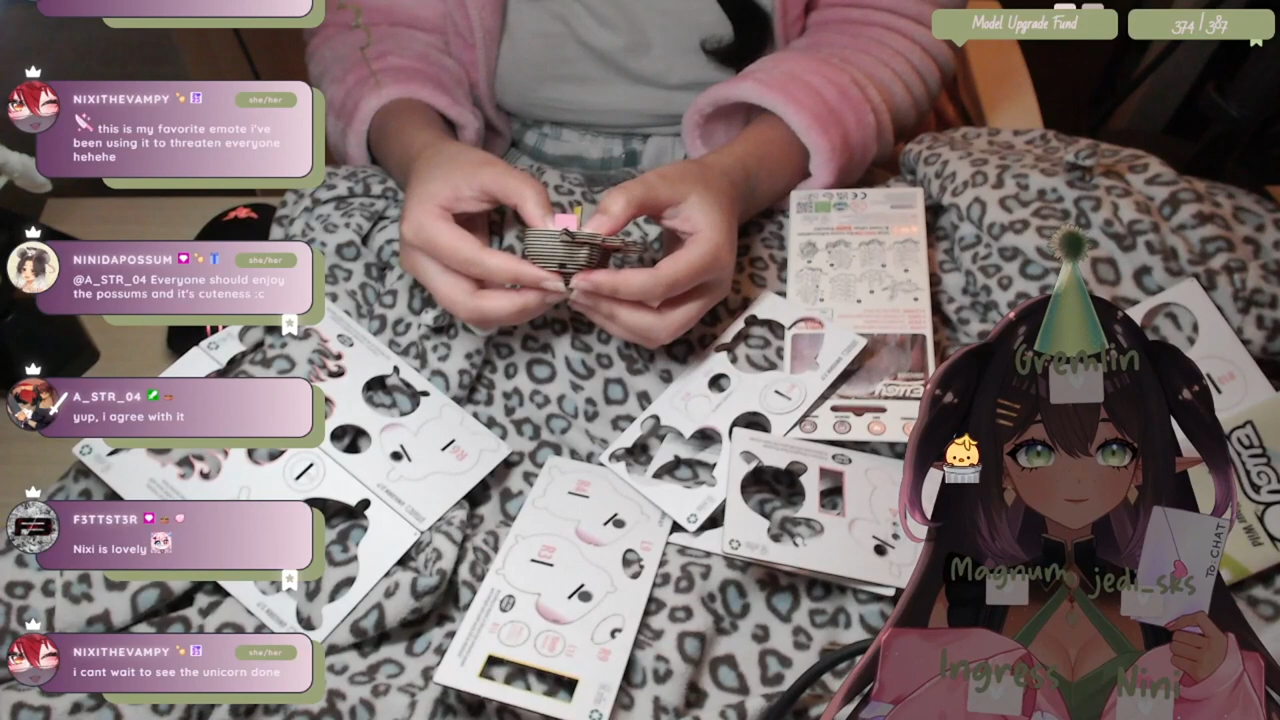 Model Upgrade Fund
374 / 387
NIXITHEVAMPY
she/her
this is my favorite emote i've
been using it to threaten everyone
hehehe
NINIDAPOSSUM
she/her
@A_STR_04 Everyone should enjoy
the possums and it's cuteness :c
A_STR_04
yup, i agree with it
F3TTST3R
Nixi is lovely
NIXITHEVAMPY
she/her
i cant wait to see the unicorn done
Gremlin
TO: CHAT
Magnum
jedi_sks
Ingress
Nini